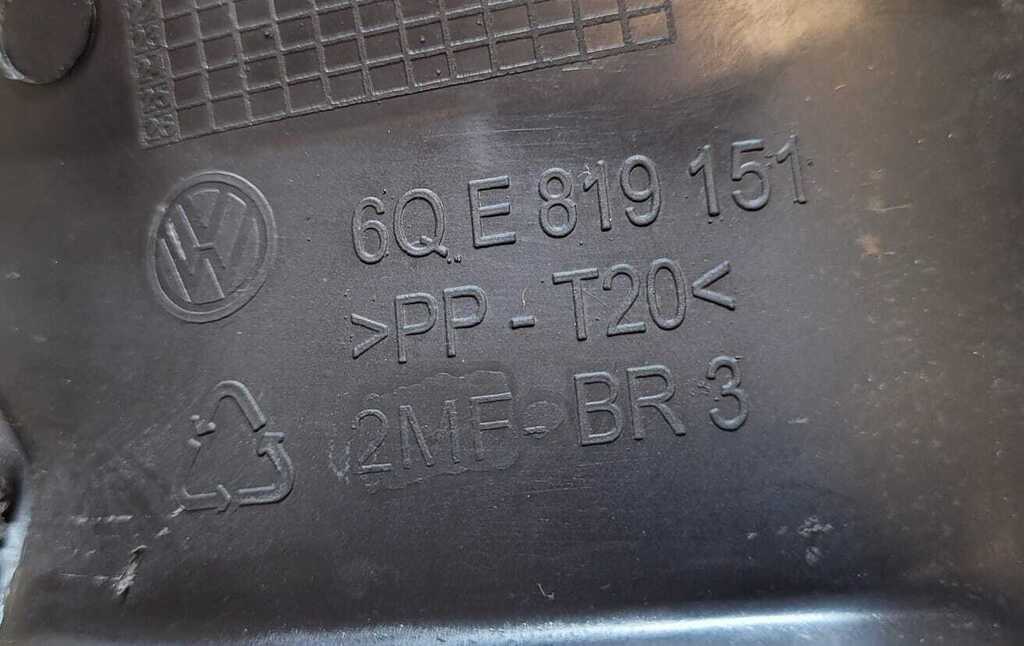 6Q E 819 151
>PP-T20<
2MF-BR 3